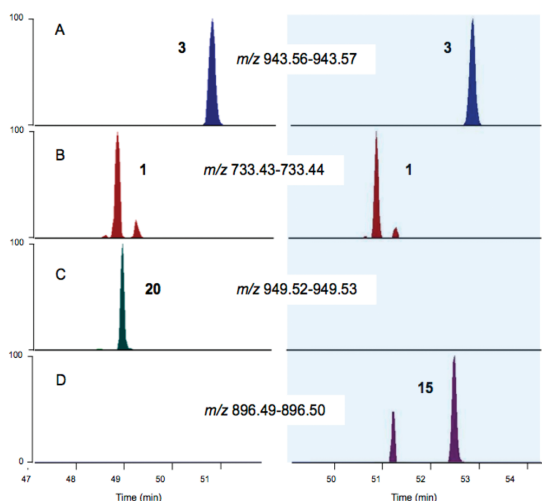 100
A
3
m/z 943.56-943.57
3
100
B
1
m/z 733.43-733.44
1
100
C
20
m/z 949.52-949.53
100
D
15
m/z 896.49-896.50
0
47 48 49 50 51 50 51 52 53 54
Time (min) Time (min)